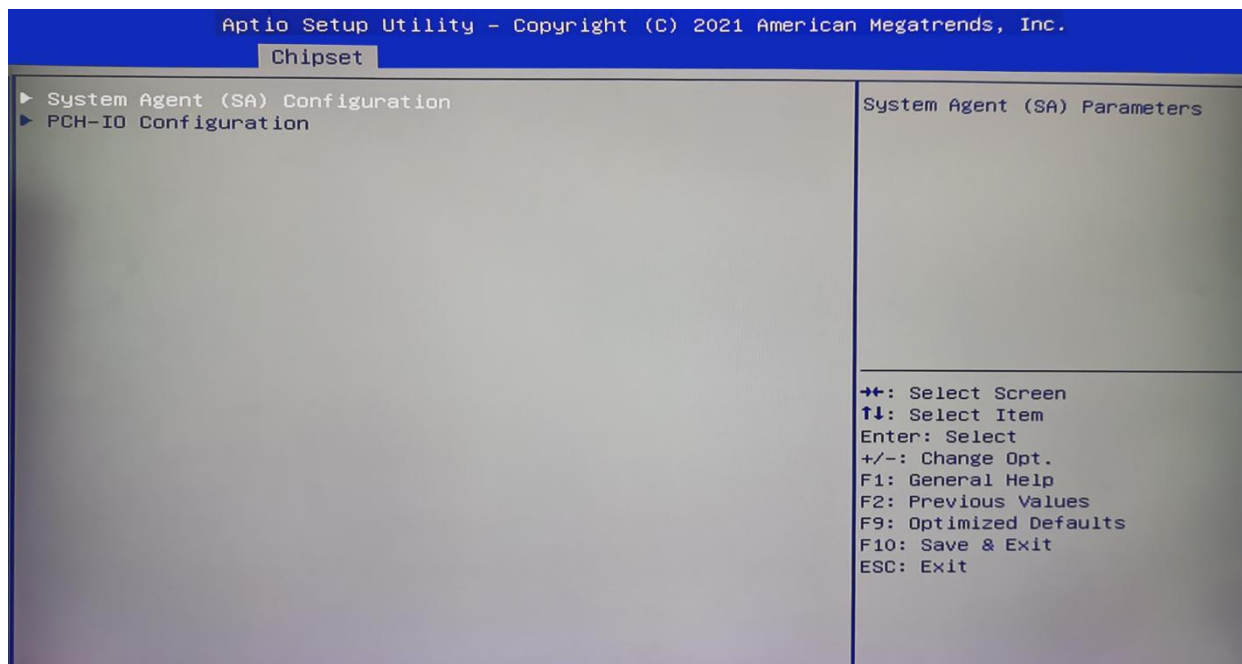 Aptio Setup Utility – Copyright (C) 2021 American Megatrends, Inc.
Chipset
► System Agent (SA) Configuration
► PCH-IO Configuration
System Agent (SA) Parameters
→←: Select Screen
↑↓: Select Item
Enter: Select
+/-: Change Opt.
F1: General Help
F2: Previous Values
F9: Optimized Defaults
F10: Save & Exit
ESC: Exit